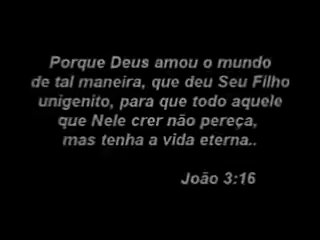 Porque Deus amou o mundo
de tal maneira, que deu Seu Filho
unigenito, para que todo aquele
que Nele crer não pereça,
mas tenha a vida eterna..
João 3:16